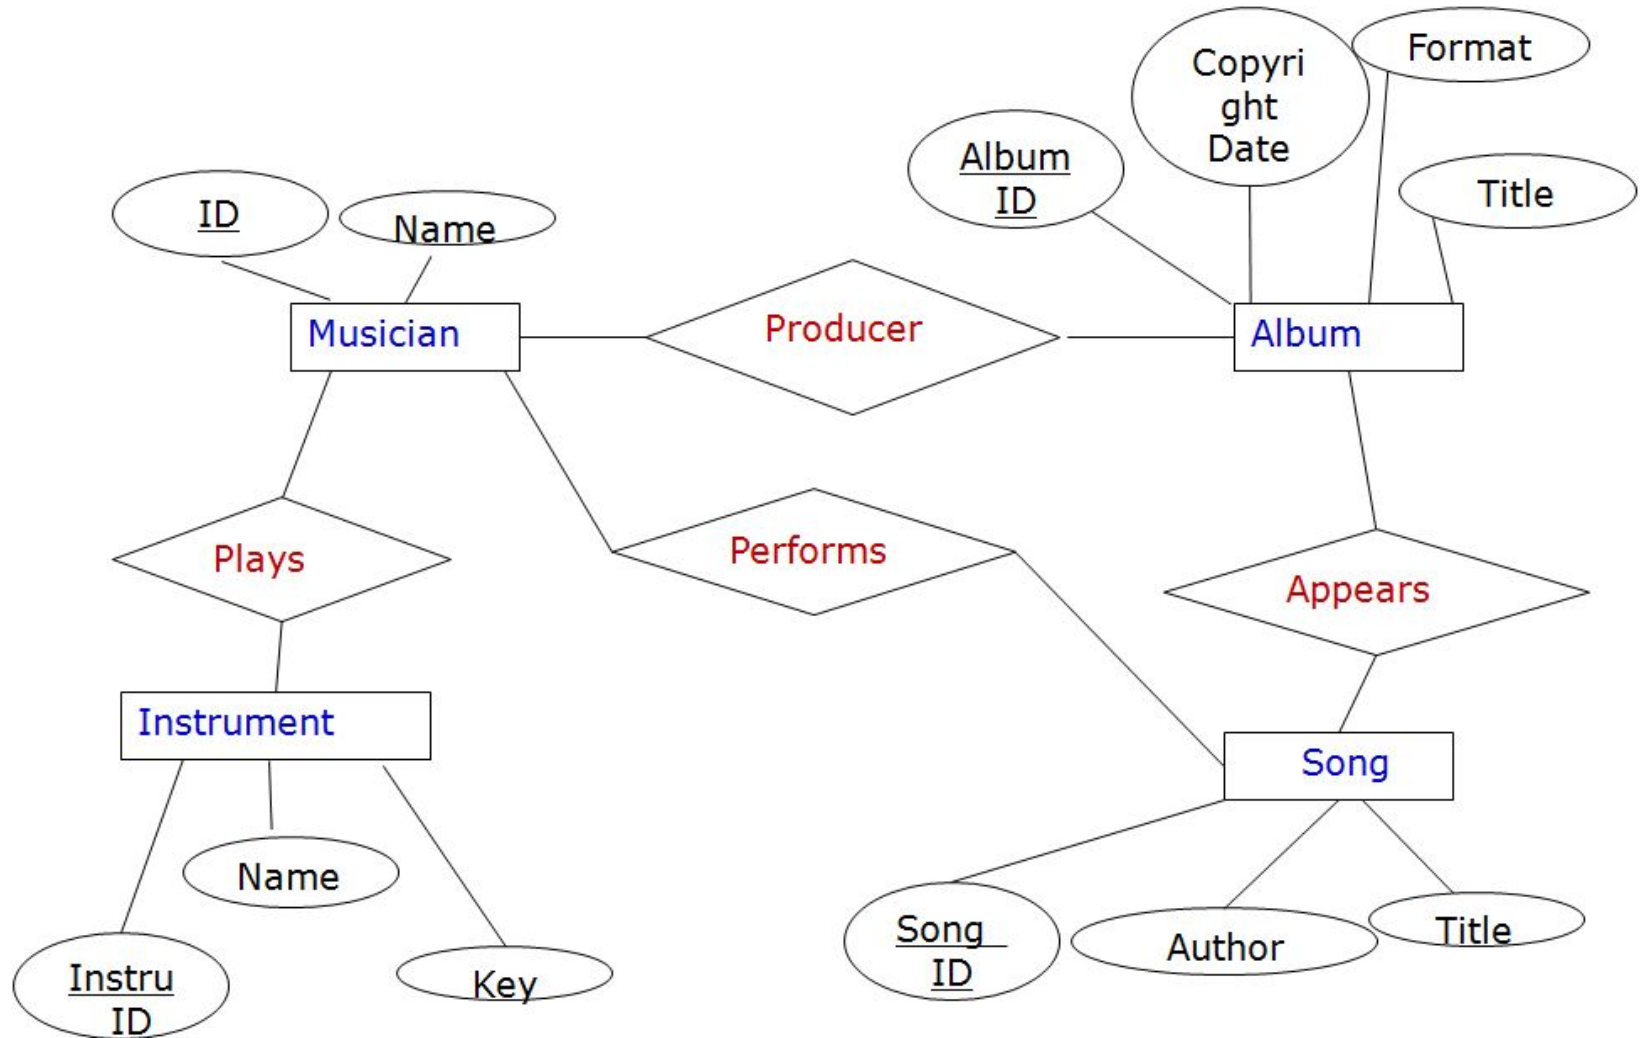 Copyri
ght
Date
Format
Album
ID
Title
ID
Name
Musician
Producer
Album
Plays
Performs
Appears
Instrument
Song
Name
Instru
ID
Key
Song
ID
Author
Title